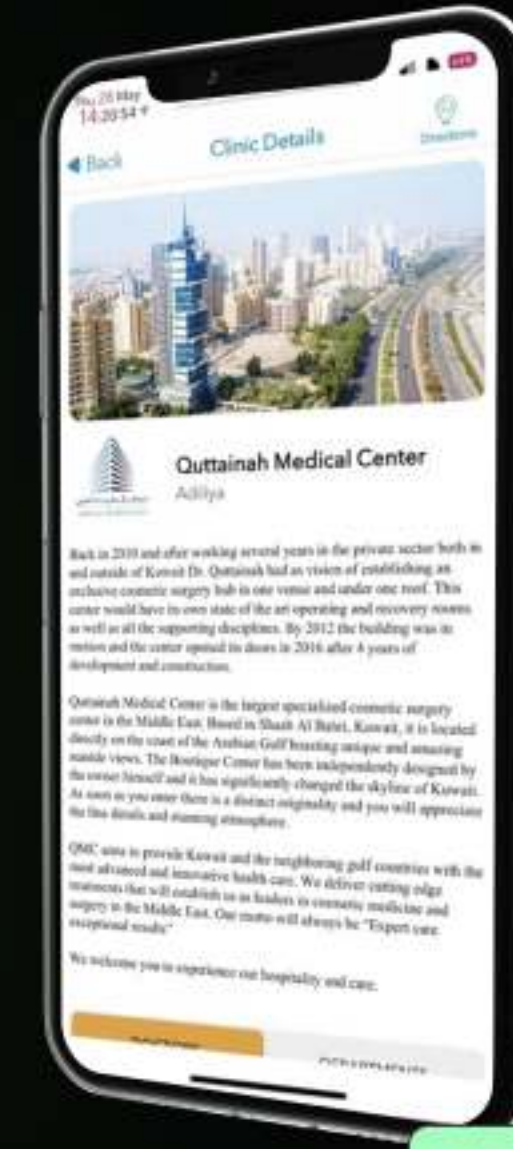 Thu 28 May
14:20:54
Back
Clinic Details
Directions
Quttainah Medical Center
Adiliya
Back in 2010 and after working several years in the private sector both in
and outside of Kuwait Dr. Quttainah had as vision of establishing an
exclusive cosmetic surgery hub in one venue and under one roof. This
center would have its own state of the art operating and recovery rooms
as well as all the supporting disciplines. By 2012 the building was in
motion and the center opened its doors in 2016 after 4 years of
development and construction.
Quttainah Medical Center is the largest specialized cosmetic surgery
center in the Middle East. Based in Shaab Al Bahri, Kuwait, it is located
directly on the coast of the Arabian Gulf boasting unique and amazing
seaside views. The Boutique Center has been independently designed by
the owner himself and it has significantly changed the skyline of Kuwait.
As soon as you enter there is a distinct originality and you will appreciate
the fine details and stunning atmosphere.
QMC aims to provide Kuwait and the neighboring gulf countries with the
most advanced and innovative health care. We deliver cutting edge
treatments that will establish us as leaders in cosmetic medicine and
surgery in the Middle East. Our motto will always be "Expert care
exceptional results"
We welcome you to experience our hospitality and care.